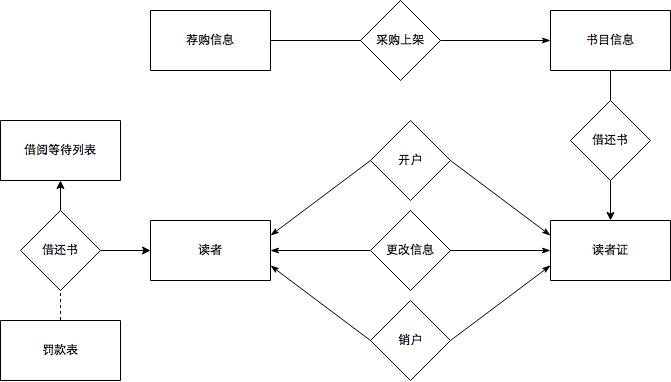 荐购信息
采购上架
书目信息
借阅等待列表
开户
借还书
借还书
读者
更改信息
读者证
罚款表
销户